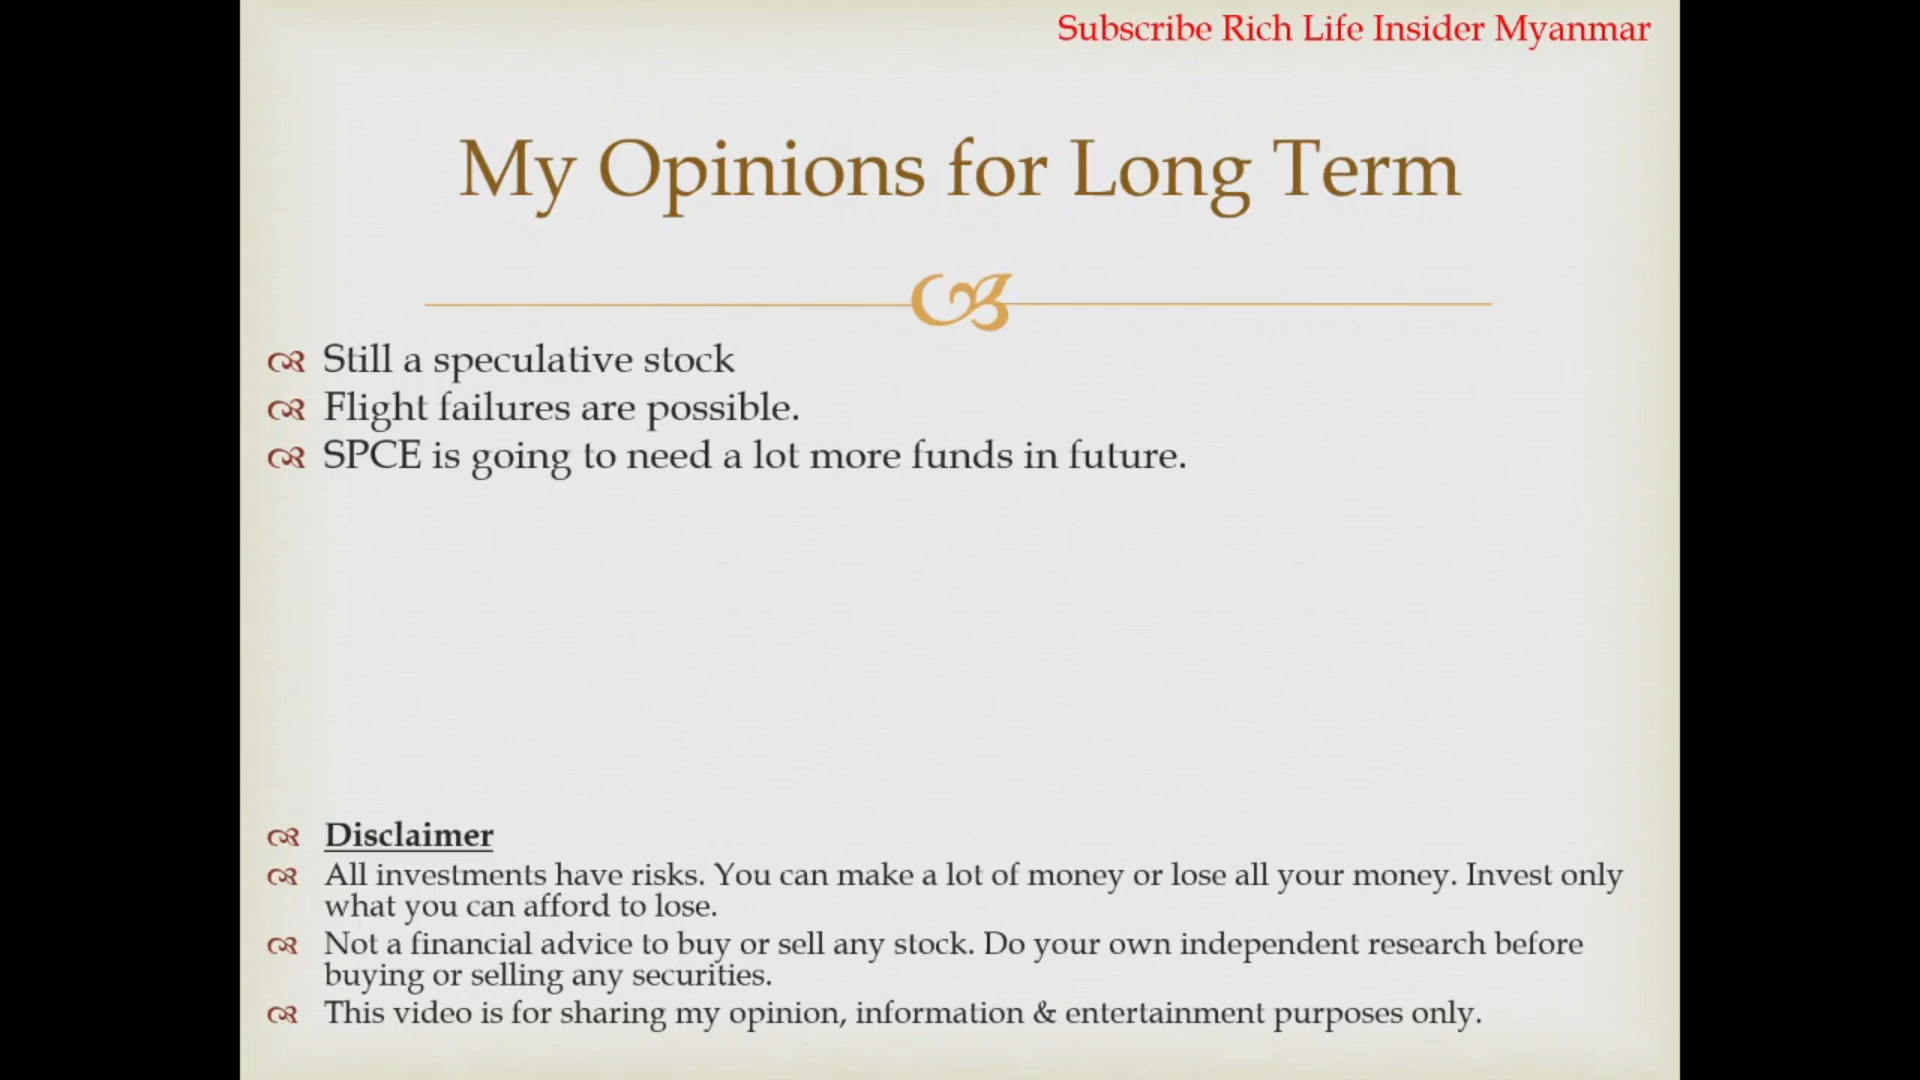 Subscribe Rich Life Insider Myanmar
My Opinions for Long Term
Still a speculative stock
Flight failures are possible.
SPCE is going to need a lot more funds in future.
Disclaimer
All investments have risks. You can make a lot of money or lose all your money. Invest only
what you can afford to lose.
Not a financial advice to buy or sell any stock. Do your own independent research before
buying or selling any securities.
This video is for sharing my opinion, information & entertainment purposes only.